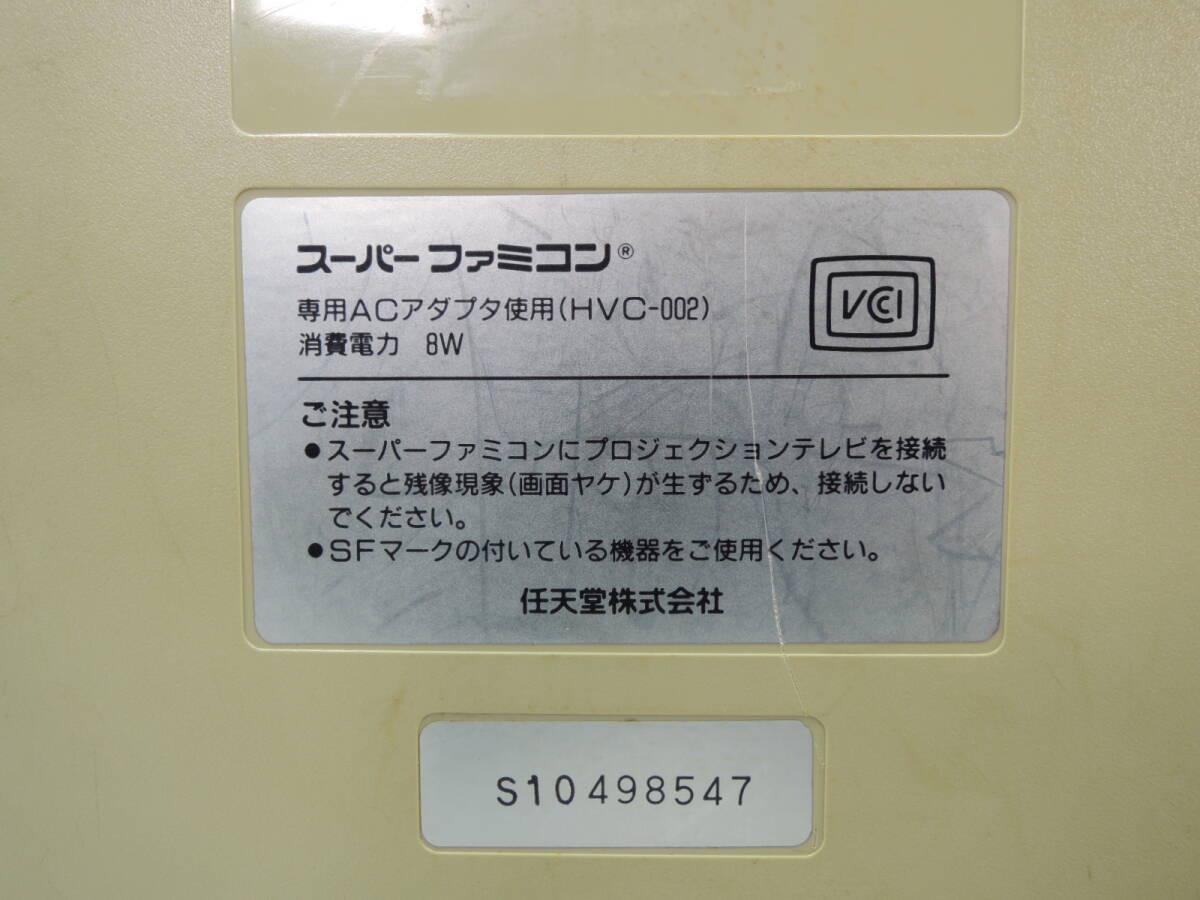 スーパーファミコン®
専用ACアダプタ使用(HVC-002)
消費電力 8W
VCCI
ご注意
●スーパーファミコンにプロジェクションテレビを接続
すると残像現象(画面ヤケ)が生ずるため、接続しない
でください。
●SFマークの付いている機器をご使用ください。
任天堂株式会社
S10498547